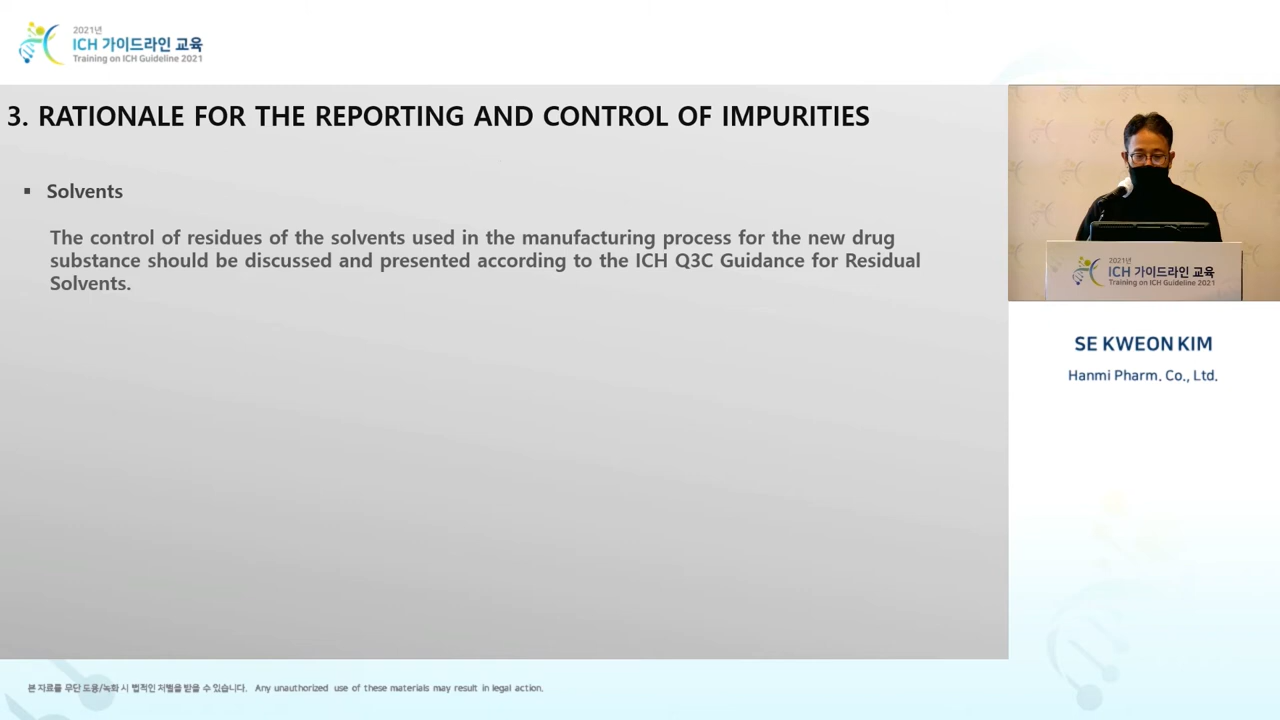 2021년
ICH 가이드라인 교육
Training on ICH Guideline 2021
3. RATIONALE FOR THE REPORTING AND CONTROL OF IMPURITIES
▪ Solvents
The control of residues of the solvents used in the manufacturing process for the new drug
substance should be discussed and presented according to the ICH Q3C Guidance for Residual
Solvents.
2021년
ICH 가이드라인 교육
Training on ICH Guideline 2021
SE KWEON KIM
Hanmi Pharm. Co., Ltd.
본 자료를 무단 도용/녹화 시 법적인 처벌을 받을 수 있습니다. Any unauthorized use of these materials may result in legal action.